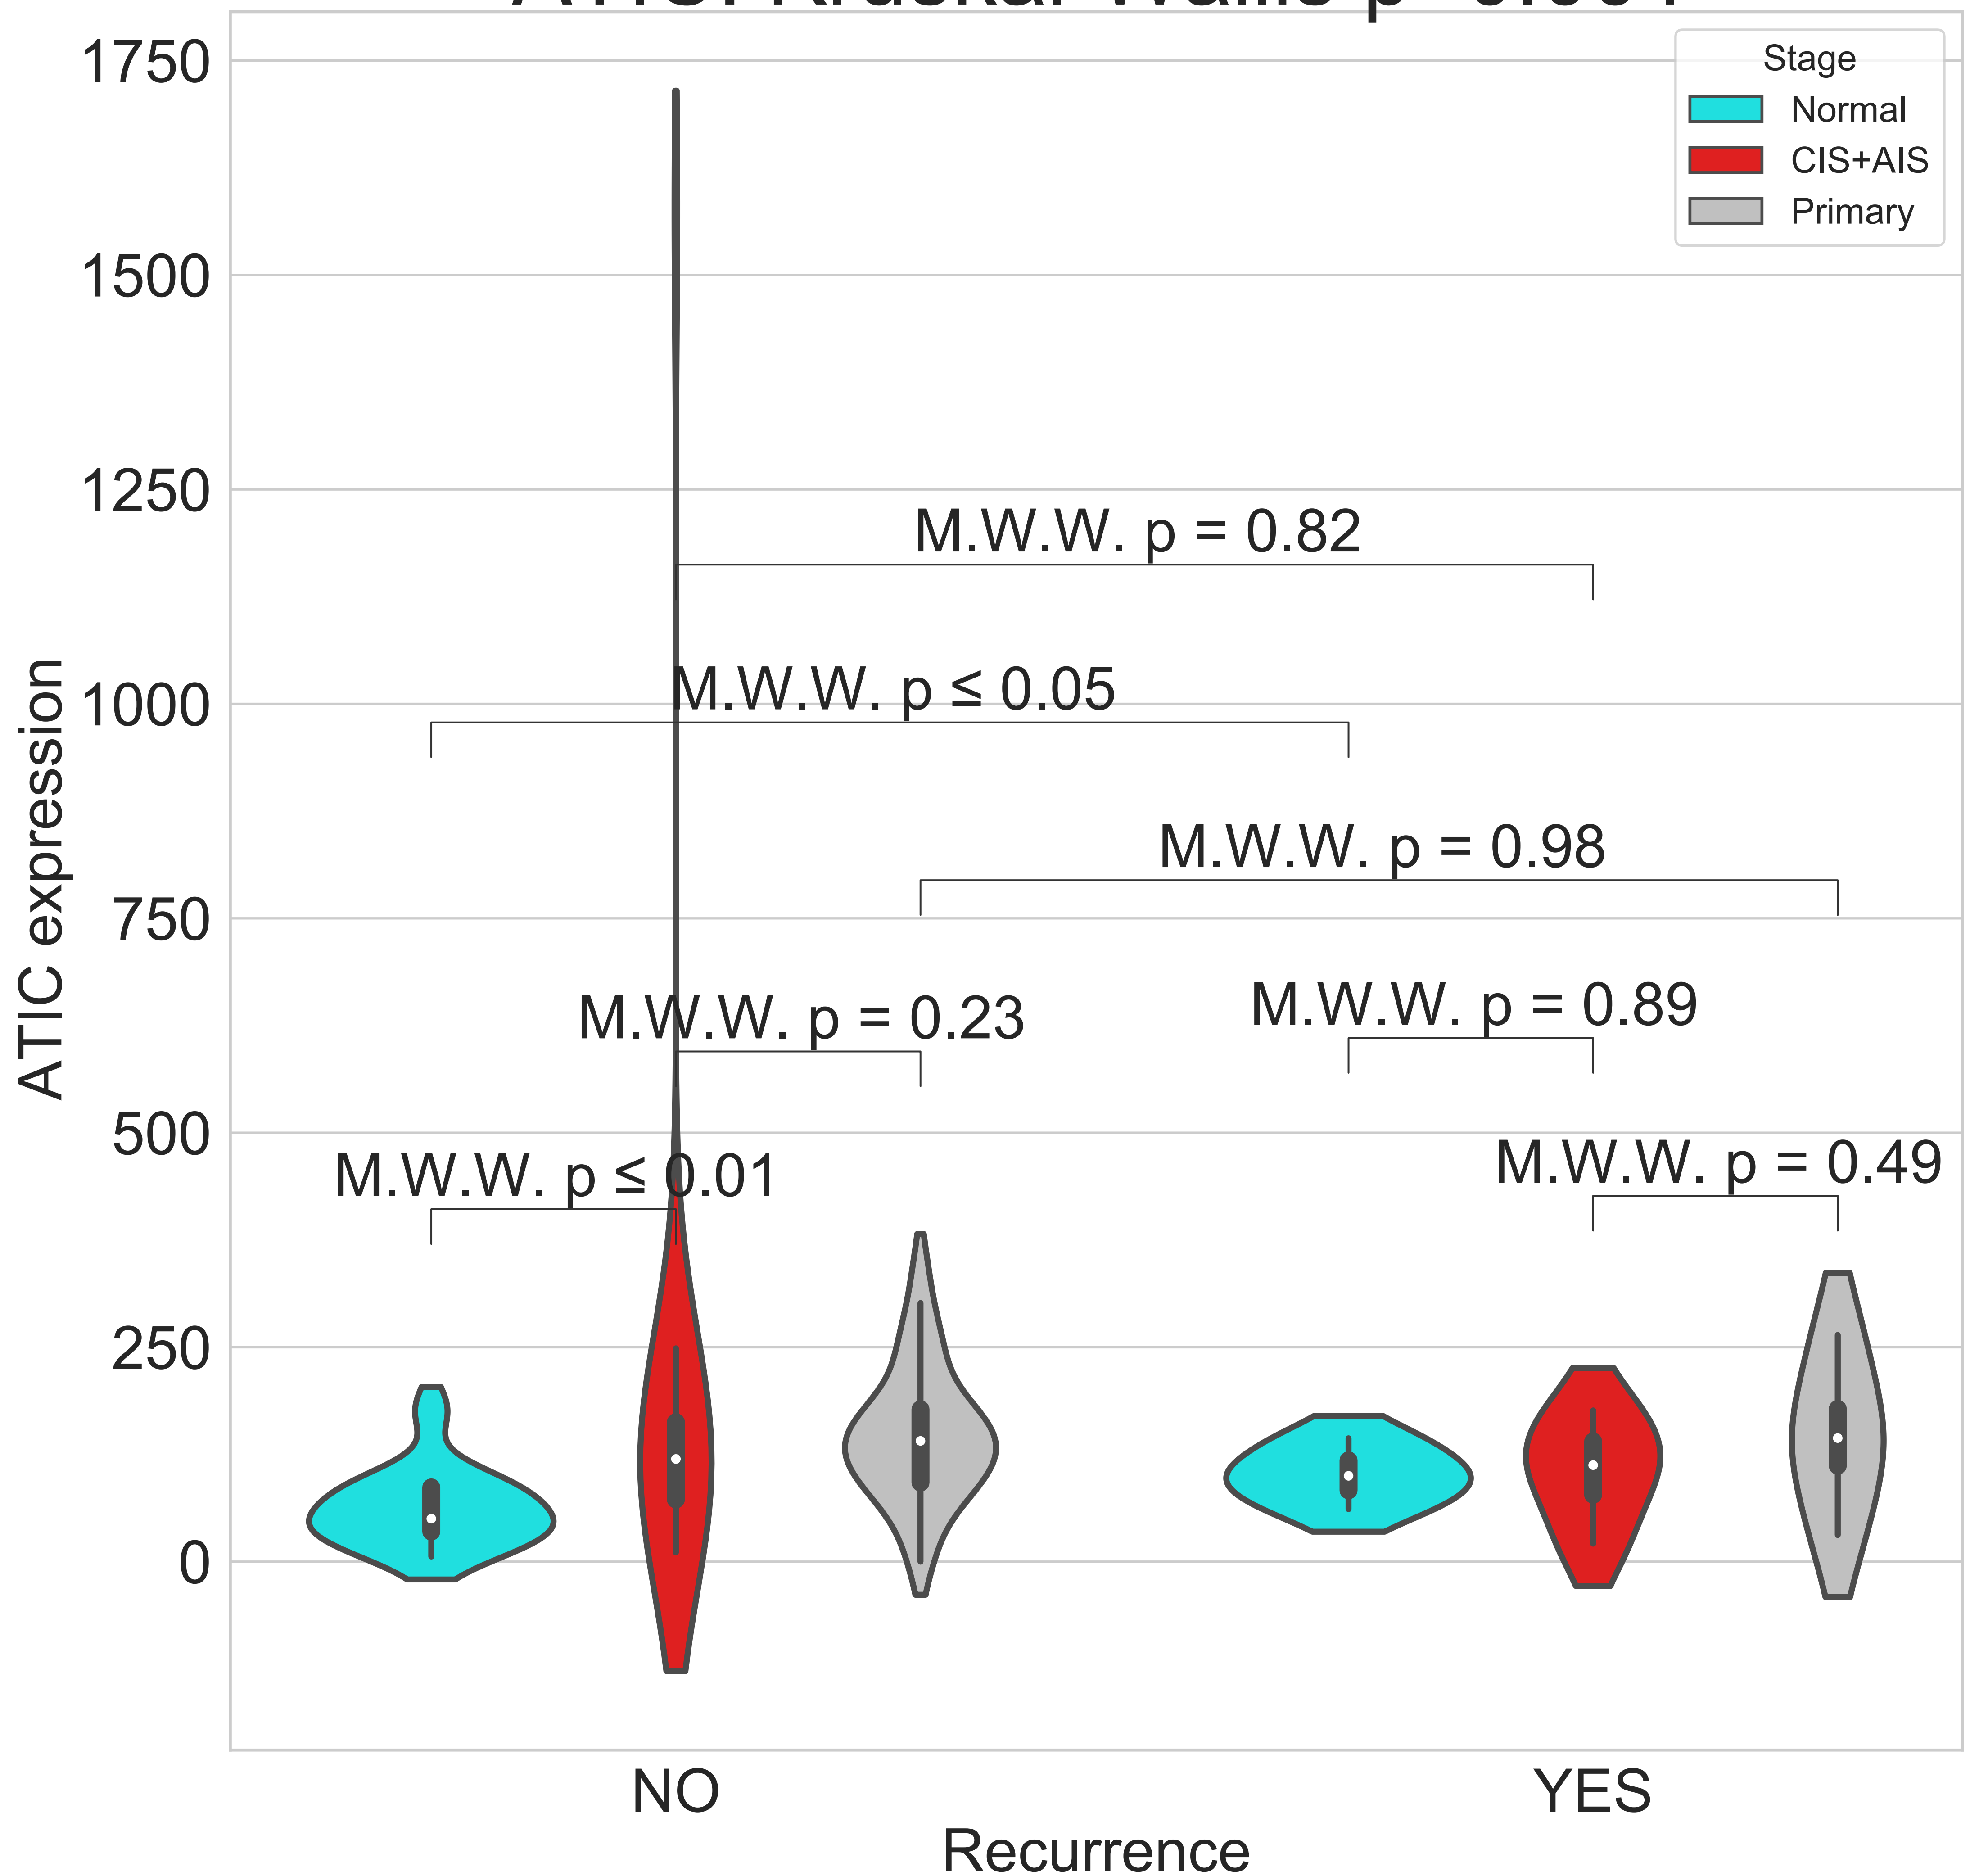 1750
Stage
Normal
CIS+AIS
Primary
1500
1250
M.W.W. p = 0.82
M.W.W. p ≤ 0.05
1000
M.W.W. p = 0.98
750
M.W.W. p = 0.23
M.W.W. p = 0.89
500
M.W.W. p ≤ 0.01
M.W.W. p = 0.49
250
0
ATIC expression
NO
YES
Recurrence